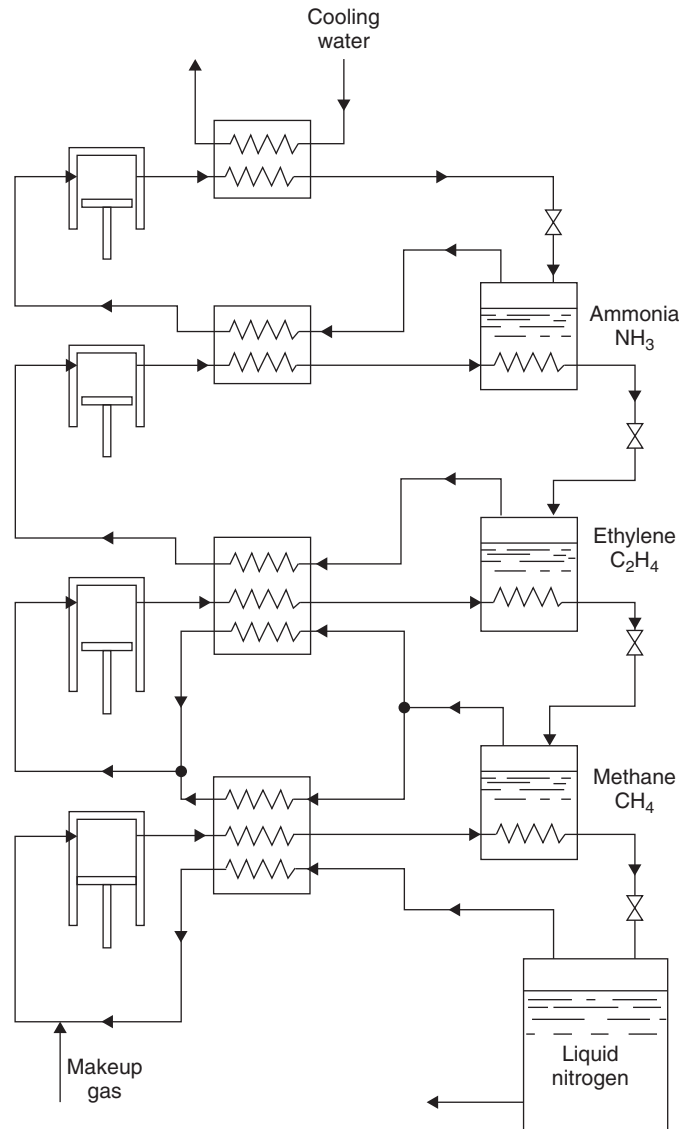 Cooling
water
Ammonia
NH₃
Ethylene
C₂H₄
Methane
CH₄
Liquid
nitrogen
Makeup
gas